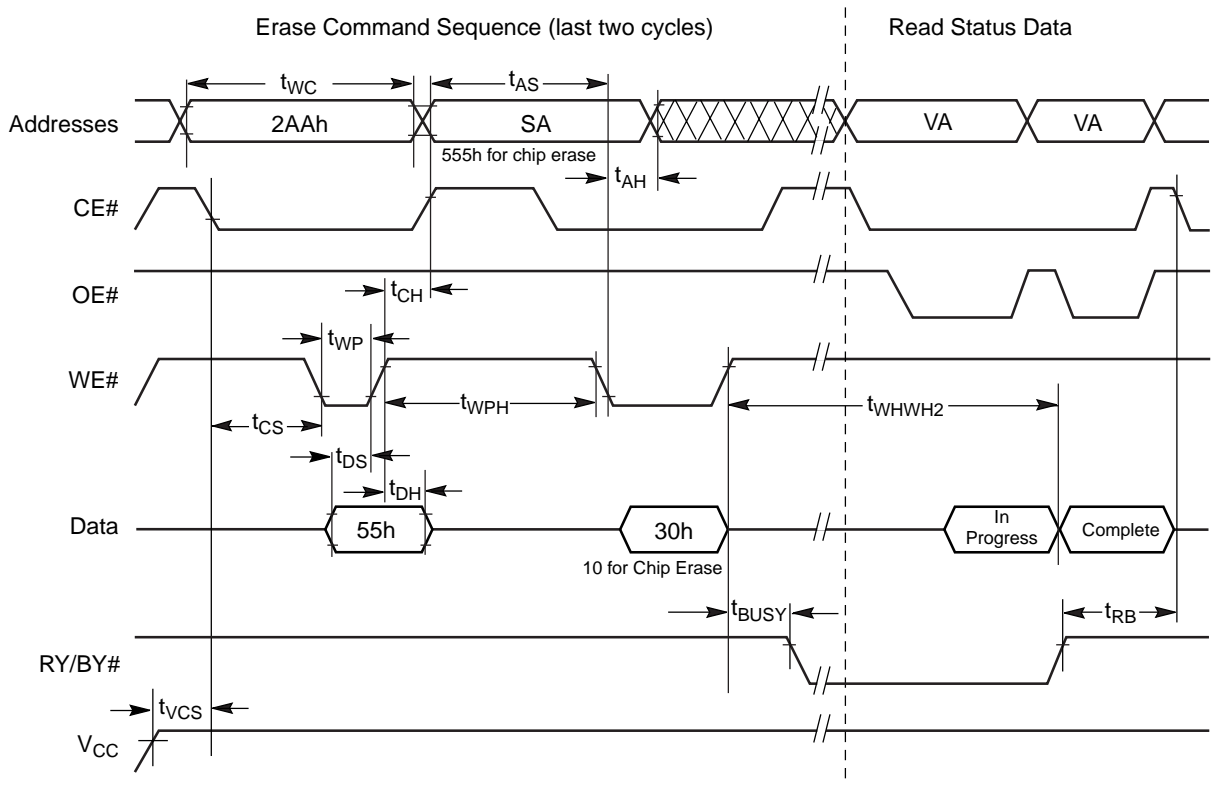 Erase Command Sequence (last two cycles)
Read Status Data
tWC
tAS
Addresses
2AAh
SA
VA
VA
555h for chip erase
tAH
CE#
OE#
tCH
tWP
WE#
tWPH
tWHWH2
tCS
tDS
tDH
Data
55h
30h
In
Progress
Complete
10 for Chip Erase
tBUSY
tRB
RY/BY#
tVCS
VCC